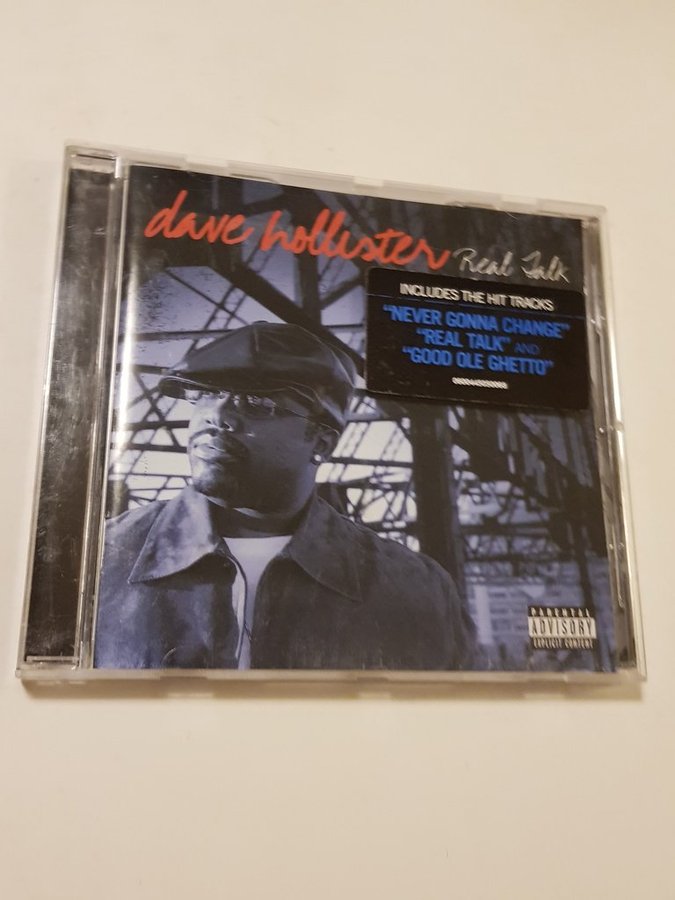 dave hollister Real Talk
INCLUDES THE HIT TRACKS
"NEVER GONNA CHANGE"
"REAL TALK" AND
"GOOD OLE GHETTO"
PARENTAL
ADVISORY
EXPLICIT CONTENT